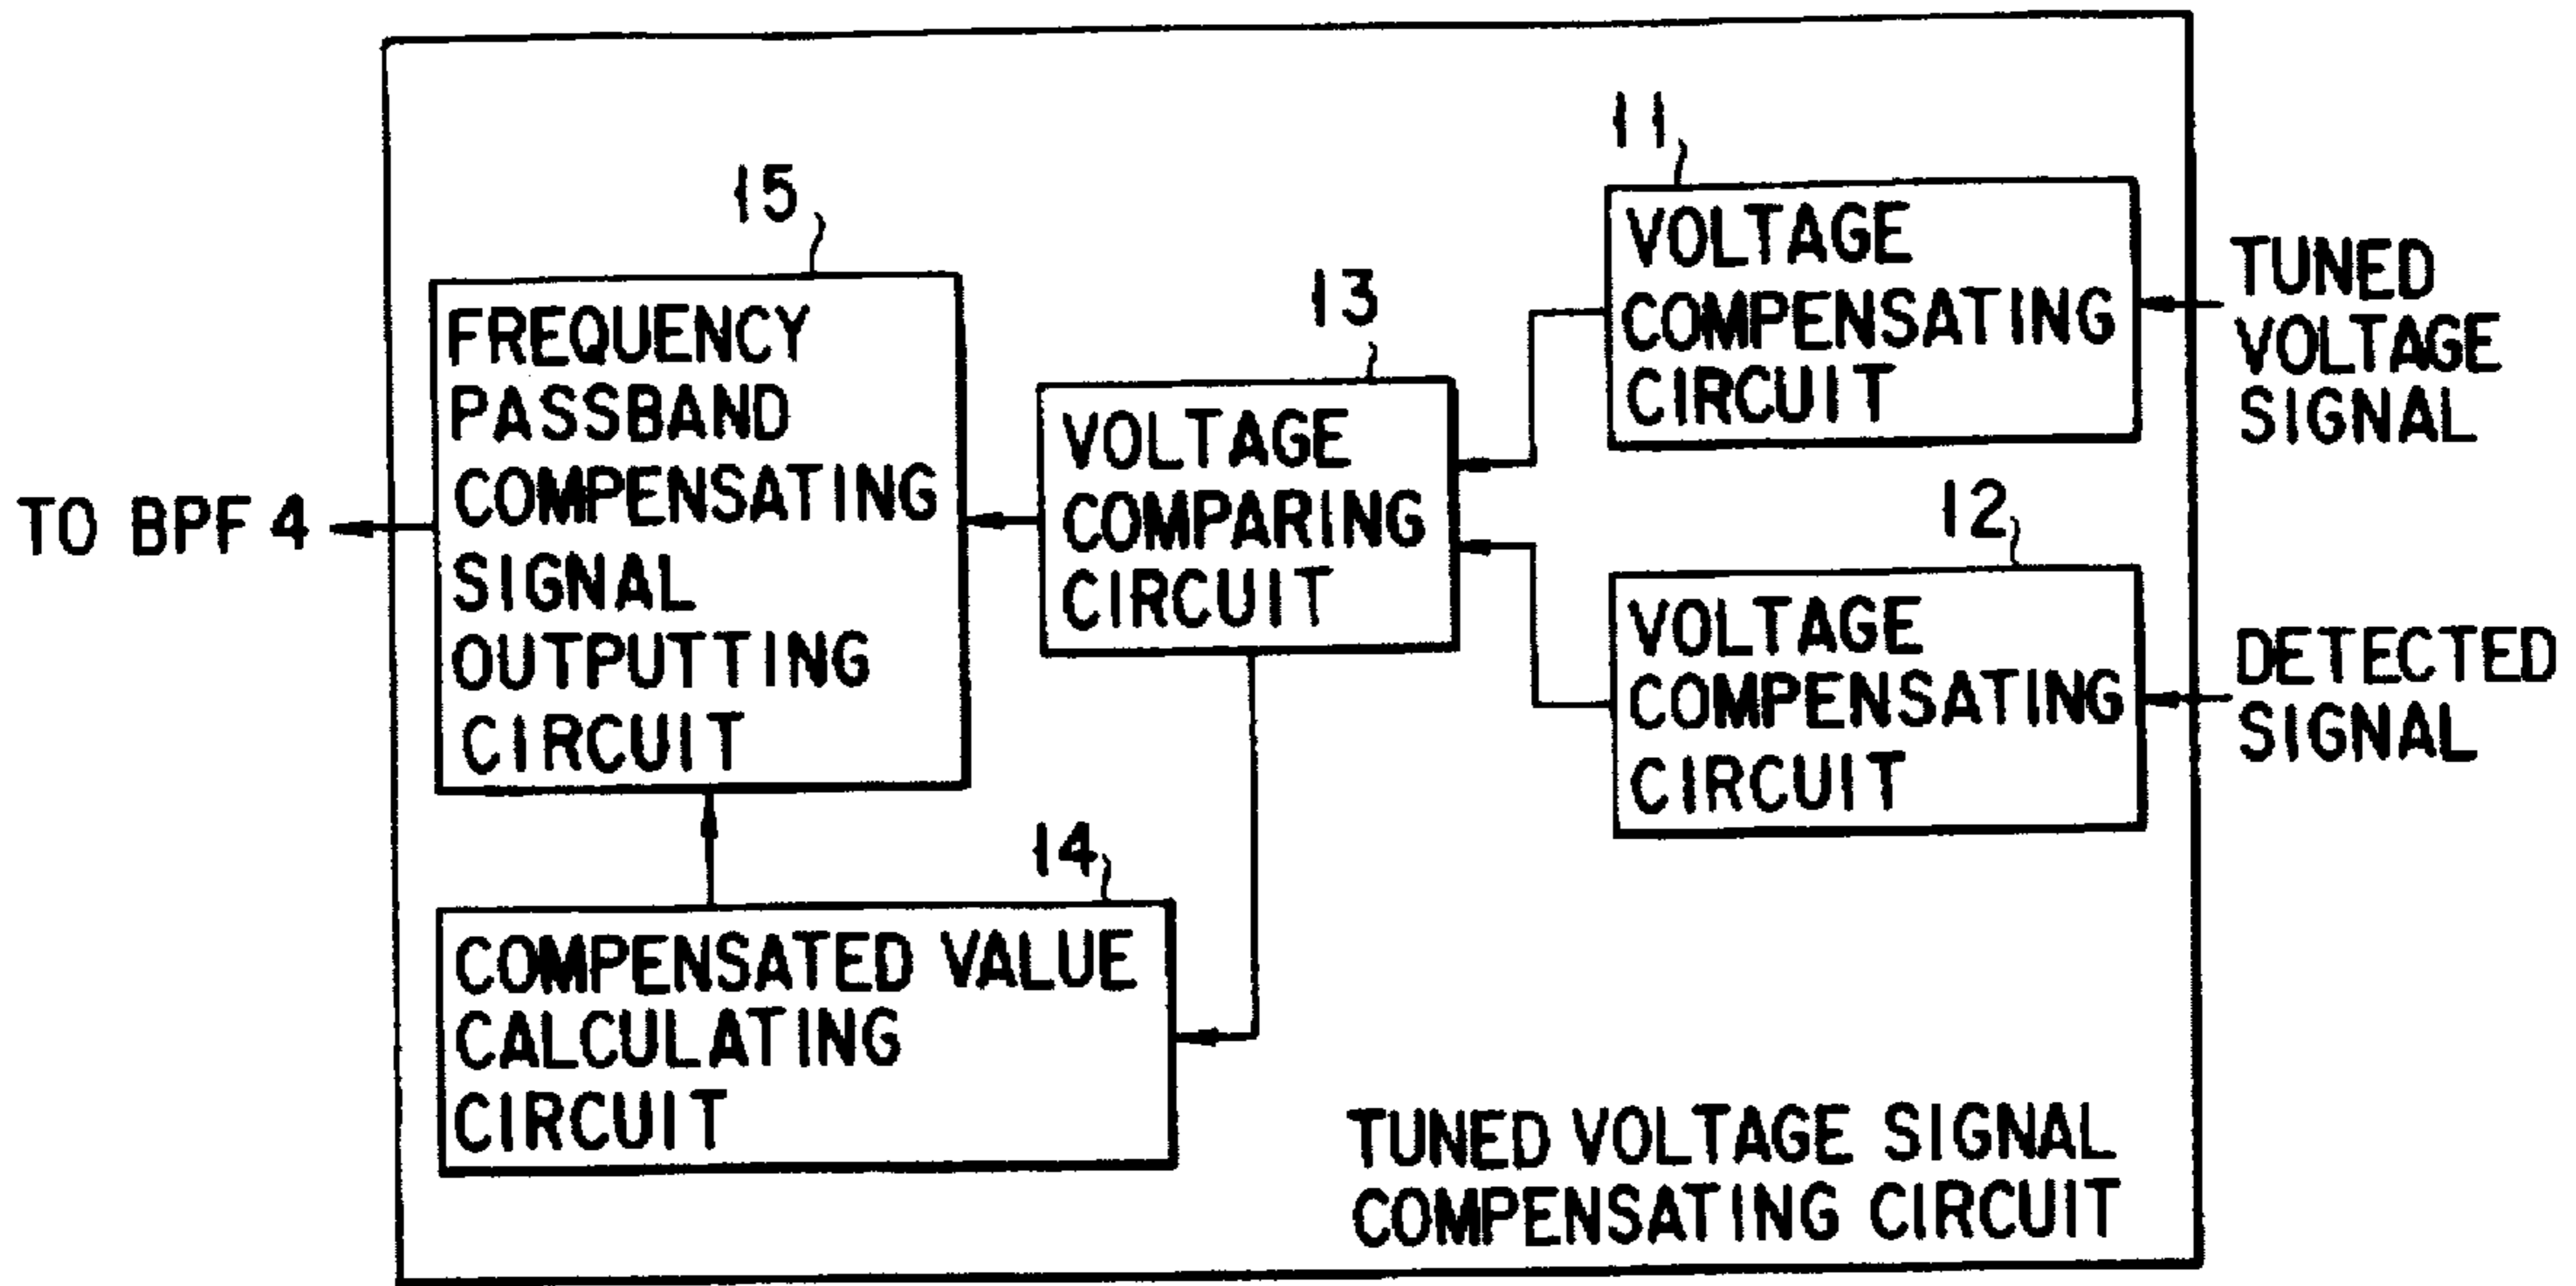 11
VOLTAGE
COMPENSATING
CIRCUIT
TUNED
VOLTAGE
SIGNAL
15
FREQUENCY
PASSBAND
COMPENSATING
SIGNAL
OUTPUTTING
CIRCUIT
13
VOLTAGE
COMPARING
CIRCUIT
TO BPF 4
12
VOLTAGE
COMPENSATING
CIRCUIT
DETECTED
SIGNAL
14
COMPENSATED VALUE
CALCULATING
CIRCUIT
TUNED VOLTAGE SIGNAL
COMPENSATING CIRCUIT